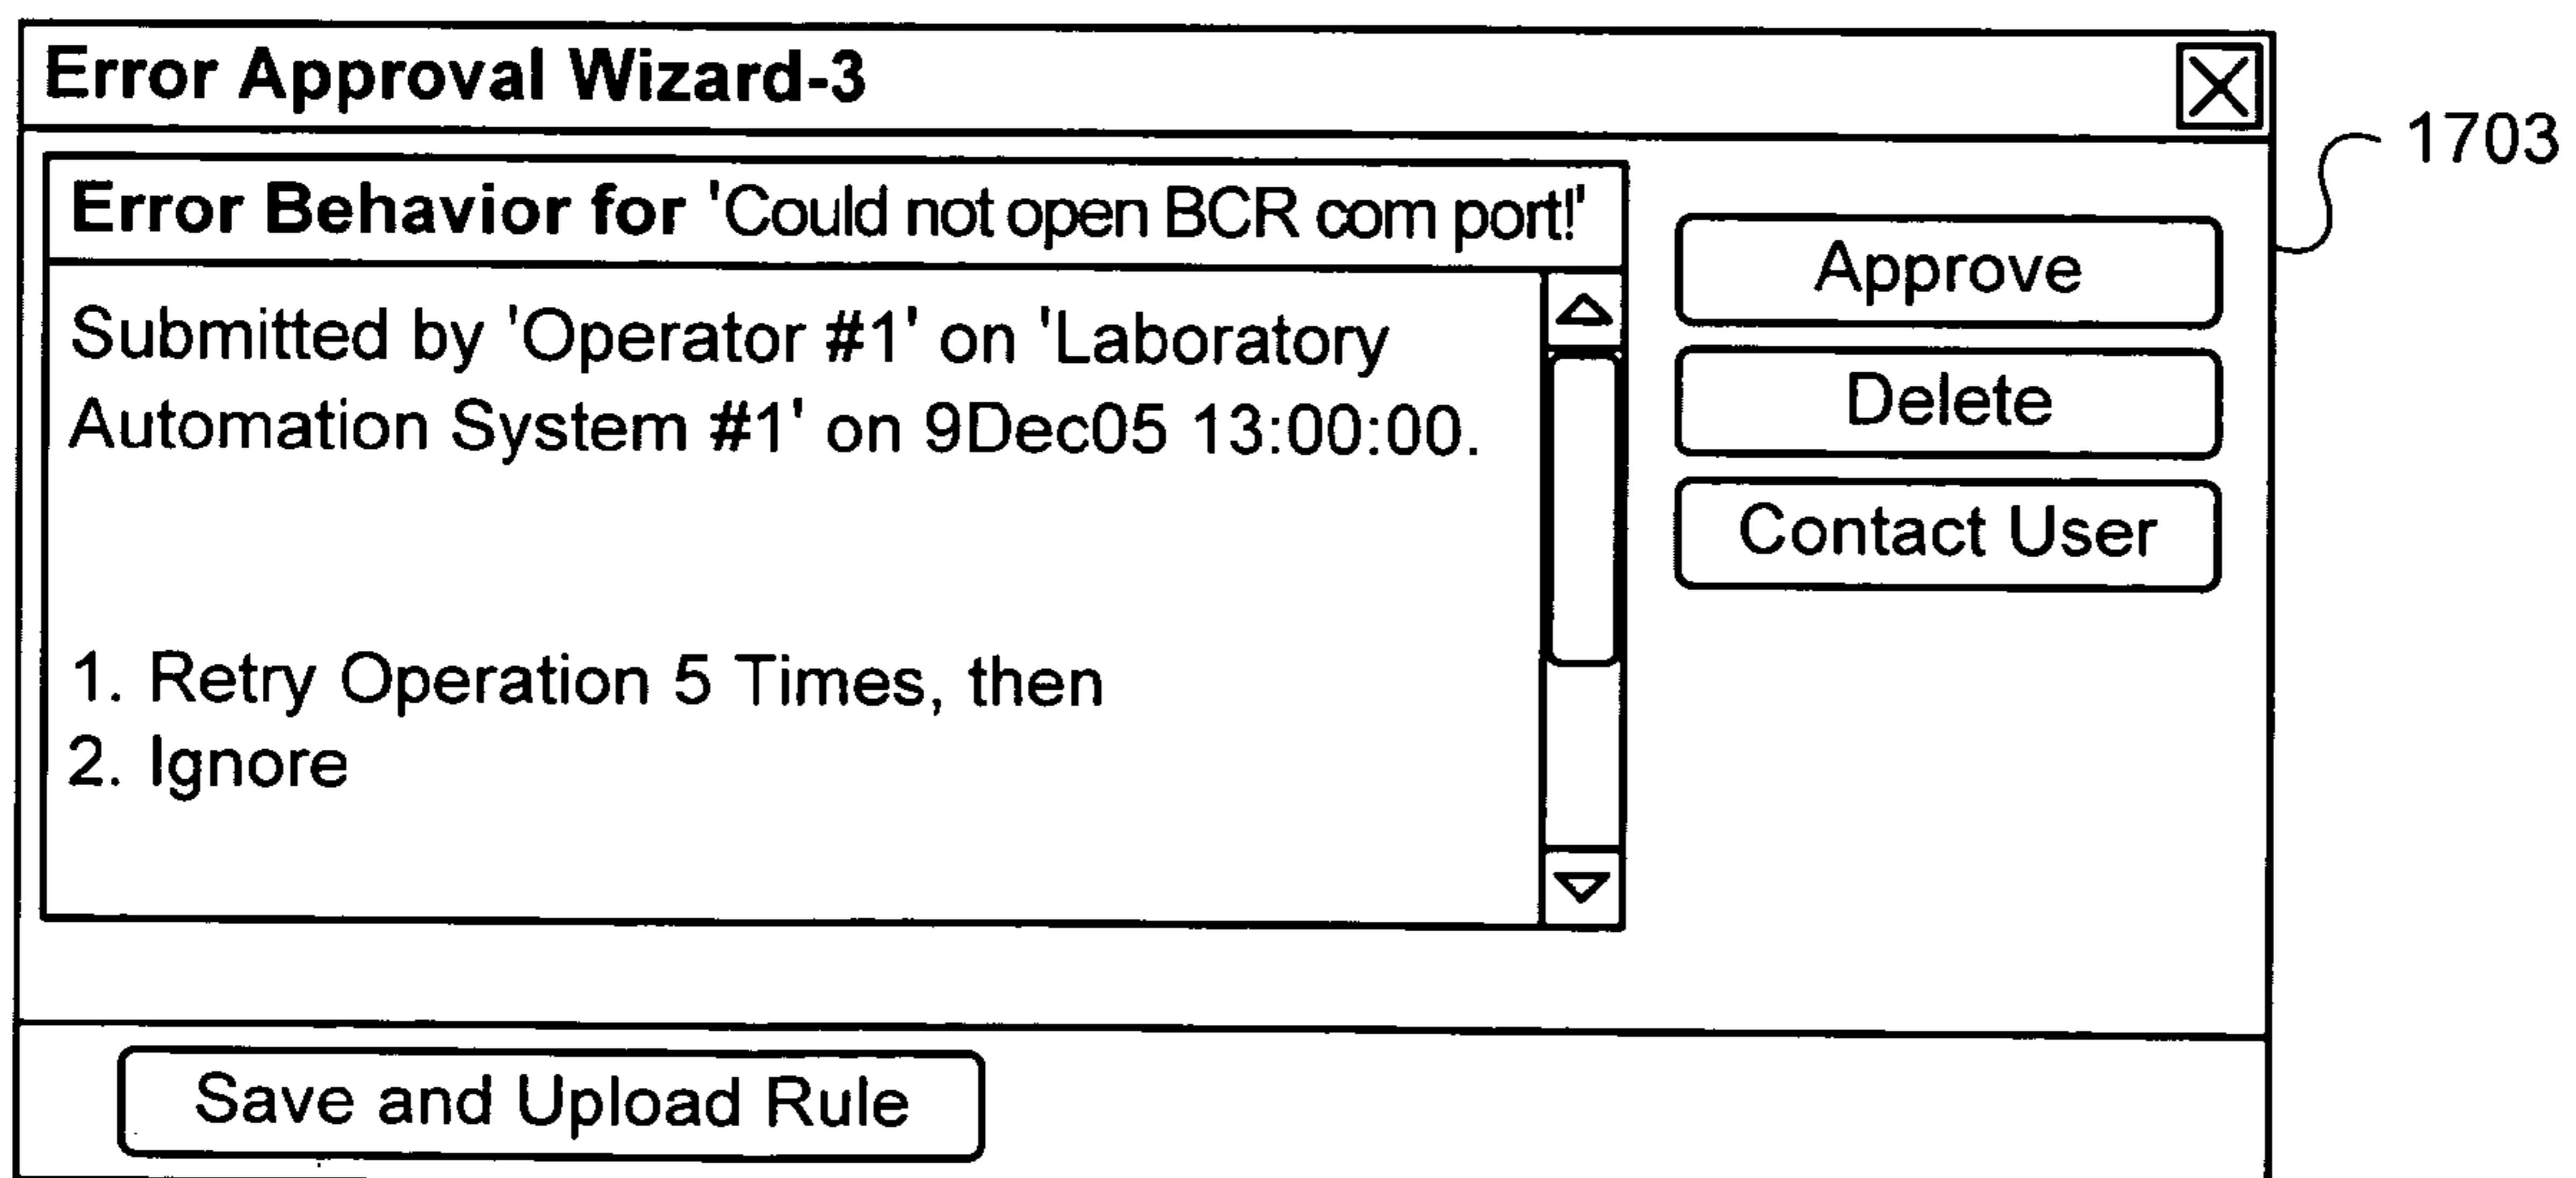 Error Approval Wizard-3
1703
Error Behavior for 'Could not open BCR com port!'
Submitted by 'Operator #1' on 'Laboratory
Automation System #1' on 9Dec05 13:00:00.
1. Retry Operation 5 Times, then
2. Ignore
Approve
Delete
Contact User
Save and Upload Rule